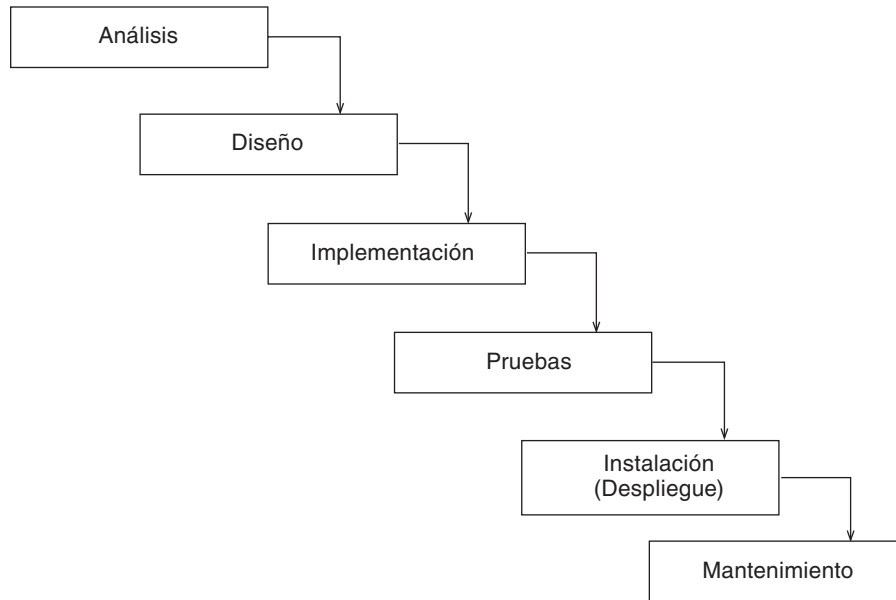 Análisis
Diseño
Implementación
Pruebas
Instalación
(Despliegue)
Mantenimiento